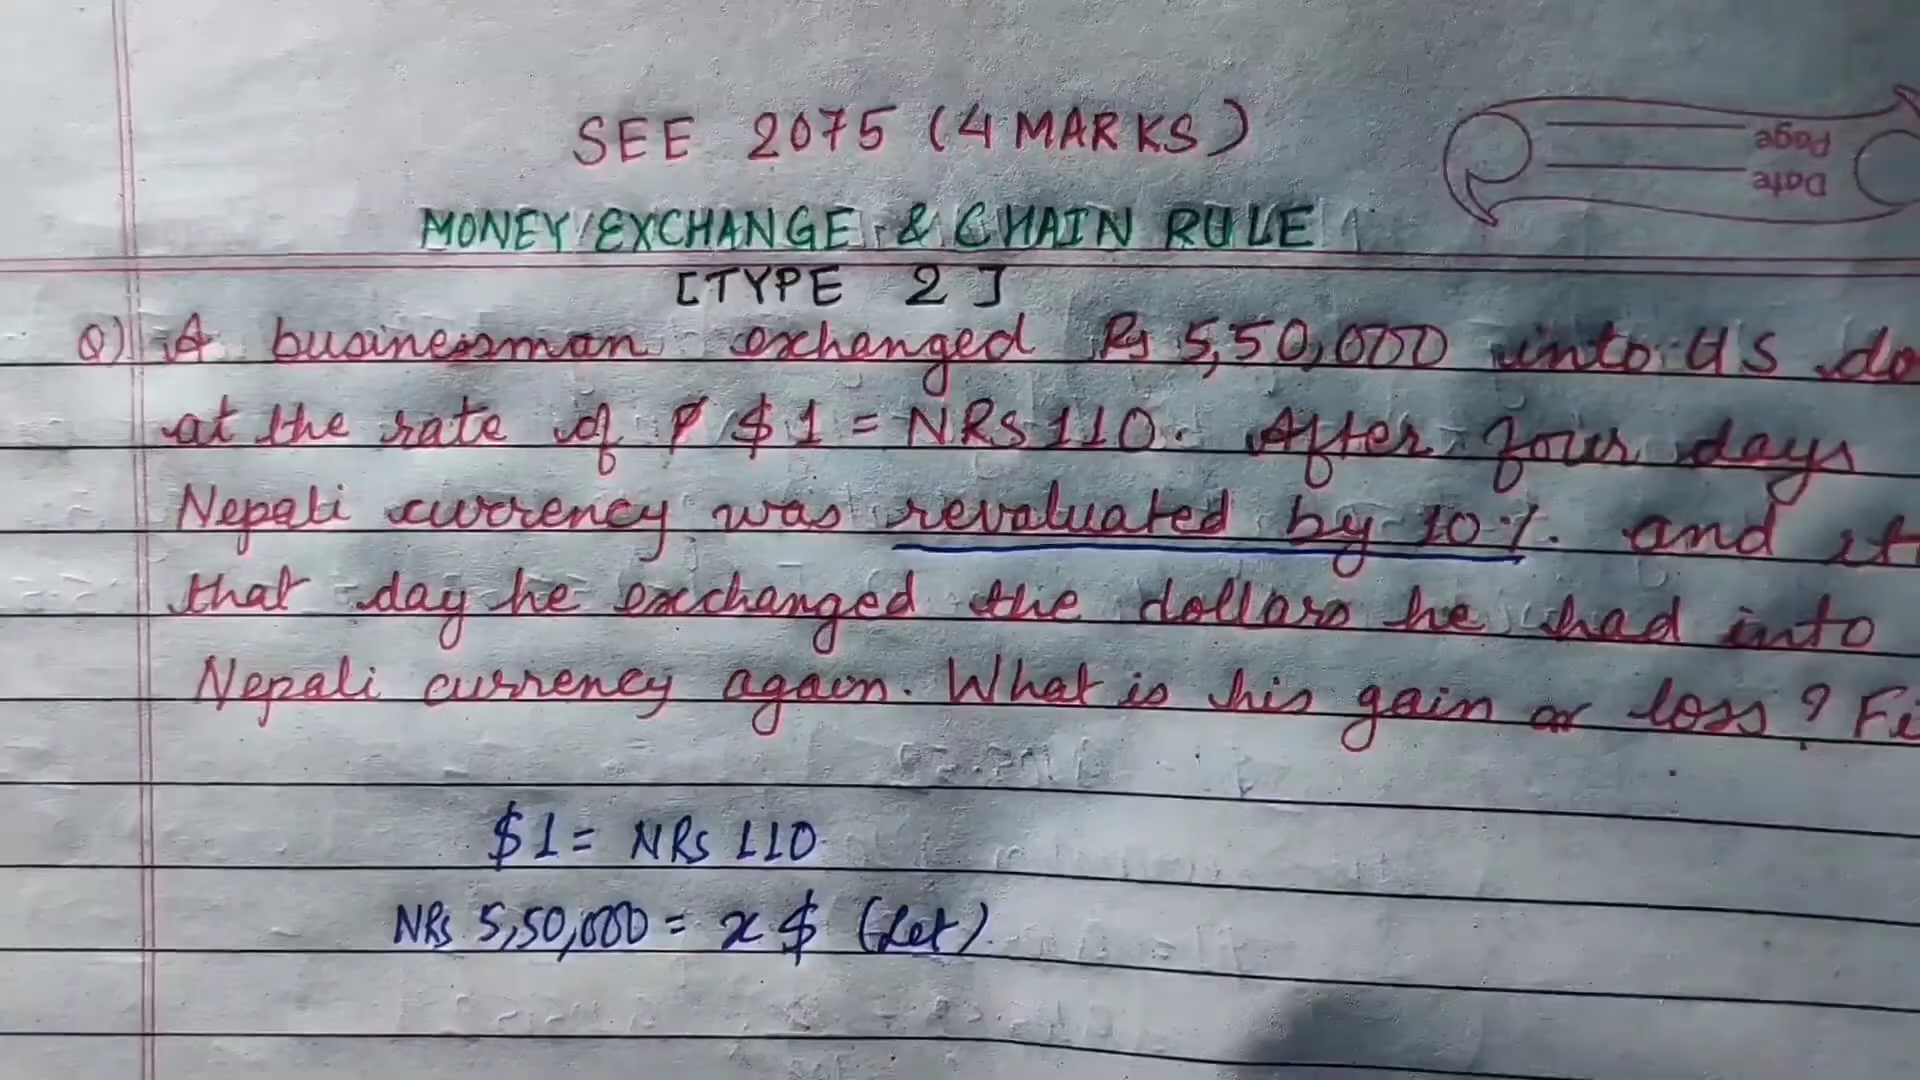 SEE 2075 (4 MARKS)
Page
Date
MONEY EXCHANGE & CHAIN RULE
[TYPE 2]
Q) A businessman exchanged Rs 5,50,000 into US do
at the rate of $1 = NRs 110. After four days
Nepali currency was revaluated by 10%. and
that day he exchanged the dollars he had into
Nepali currency again. What is his gain or loss? Fi
$1 = NRs 110
NRs 5,50,000 = x $ (Let)